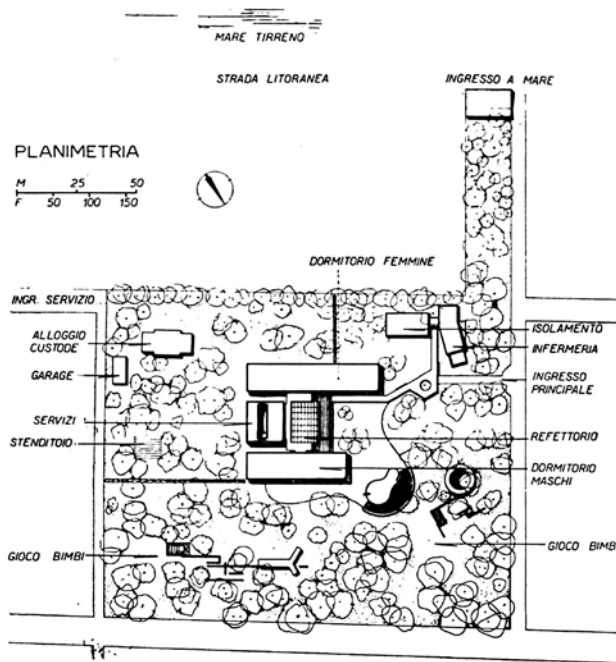 MARE TIRRENO
STRADA LITORANEA
INGRESSO A MARE
PLANIMETRIA
M 25 50
F 50 100 150
DORMITORIO FEMMINE
INGR. SERVIZIO
ALLOGGIO
CUSTODE
GARAGE
ISOLAMENTO
INFERMERIA
INGRESSO
PRINCIPALE
SERVIZI
STENDITOIO
REFETTORIO
DORMITORIO
MASCHI
GIOCO BIMBI
GIOCO BIMBI